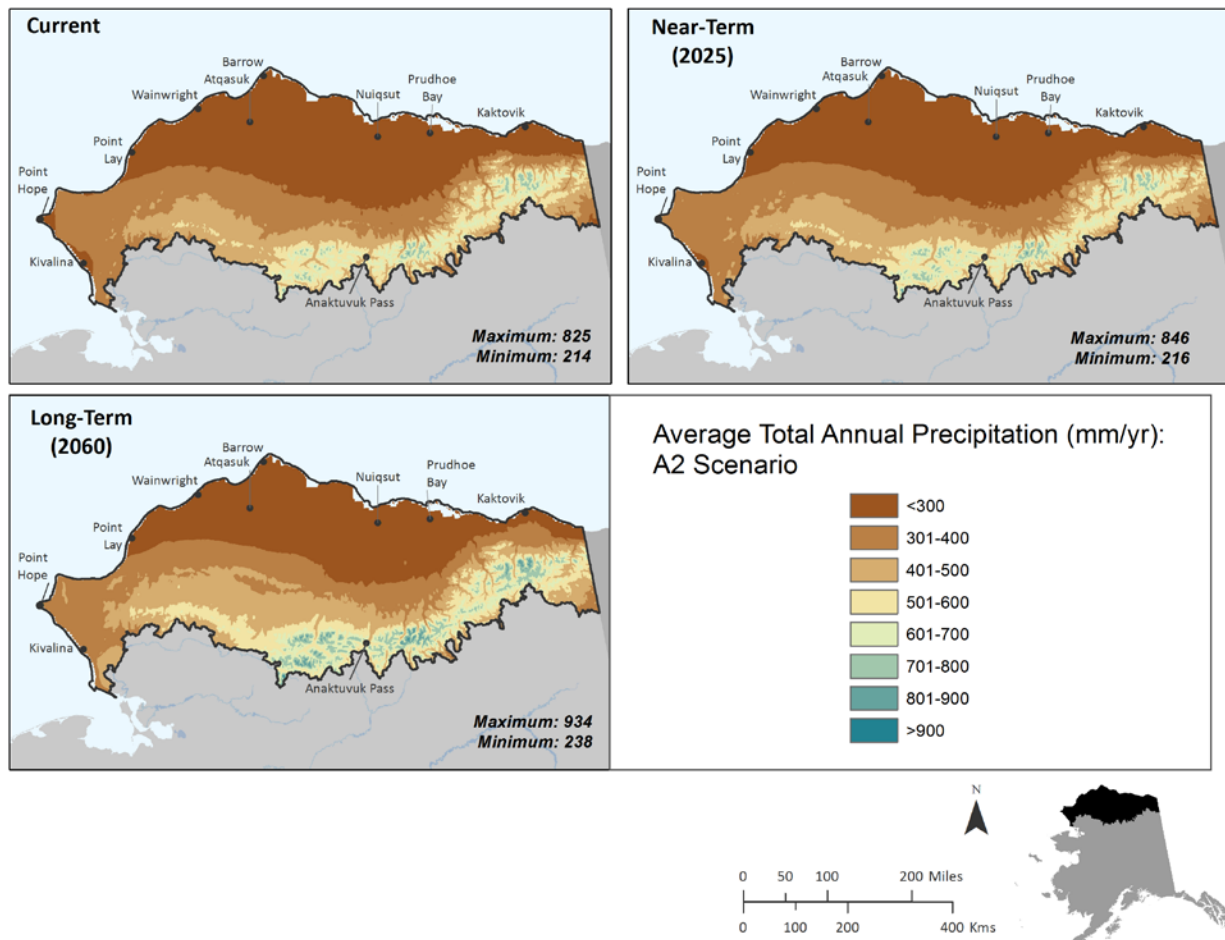 Current
Barrow
Atqasuk
Wainwright
Nuiqsut
Prudhoe
Bay
Kaktovik
Point
Lay
Point
Hope
Kivalina
Anaktuvuk Pass
Maximum: 825
Minimum: 214
Near-Term
(2025)
Barrow
Atqasuk
Wainwright
Nuiqsut
Prudhoe
Bay
Kaktovik
Point
Lay
Point
Hope
Kivalina
Anaktuvuk Pass
Maximum: 846
Minimum: 216
Long-Term
(2060)
Barrow
Atqasuk
Wainwright
Nuiqsut
Prudhoe
Bay
Kaktovik
Point
Lay
Point
Hope
Kivalina
Anaktuvuk Pass
Maximum: 934
Minimum: 238
Average Total Annual Precipitation (mm/yr):
A2 Scenario
<300
301-400
401-500
501-600
601-700
701-800
801-900
>900
N
0 50 100 200 Miles
0 100 200 400 Kms